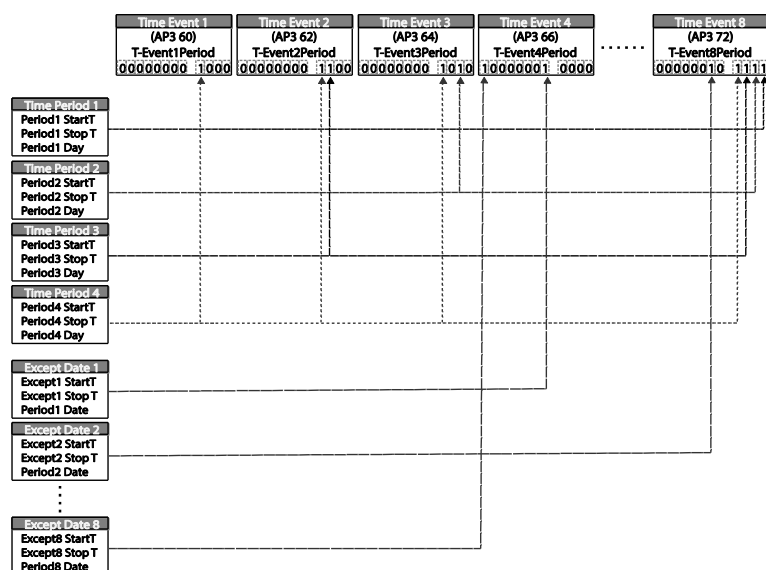 Time Event 1
(AP3 60)
T-Event1Period
00000000 1000
Time Event 2
(AP3 62)
T-Event2Period
00000000 1100
Time Event 3
(AP3 64)
T-Event3Period
00000000 1010
Time Event 4
(AP3 66)
T-Event4Period
10000001 0000
Time Event 8
(AP3 72)
T-Event8Period
00000010 1111
Time Period 1
Period1 StartT
Period1 Stop T
Period1 Day
Time Period 2
Period2 StartT
Period2 Stop T
Period2 Day
Time Period 3
Period3 StartT
Period3 Stop T
Period3 Day
Time Period 4
Period4 StartT
Period4 Stop T
Period4 Day
Except Date 1
Except1 StartT
Except1 Stop T
Period1 Date
Except Date 2
Except2 StartT
Except2 Stop T
Period2 Date
Except Date 8
Except8 StartT
Except8 Stop T
Period8 Date